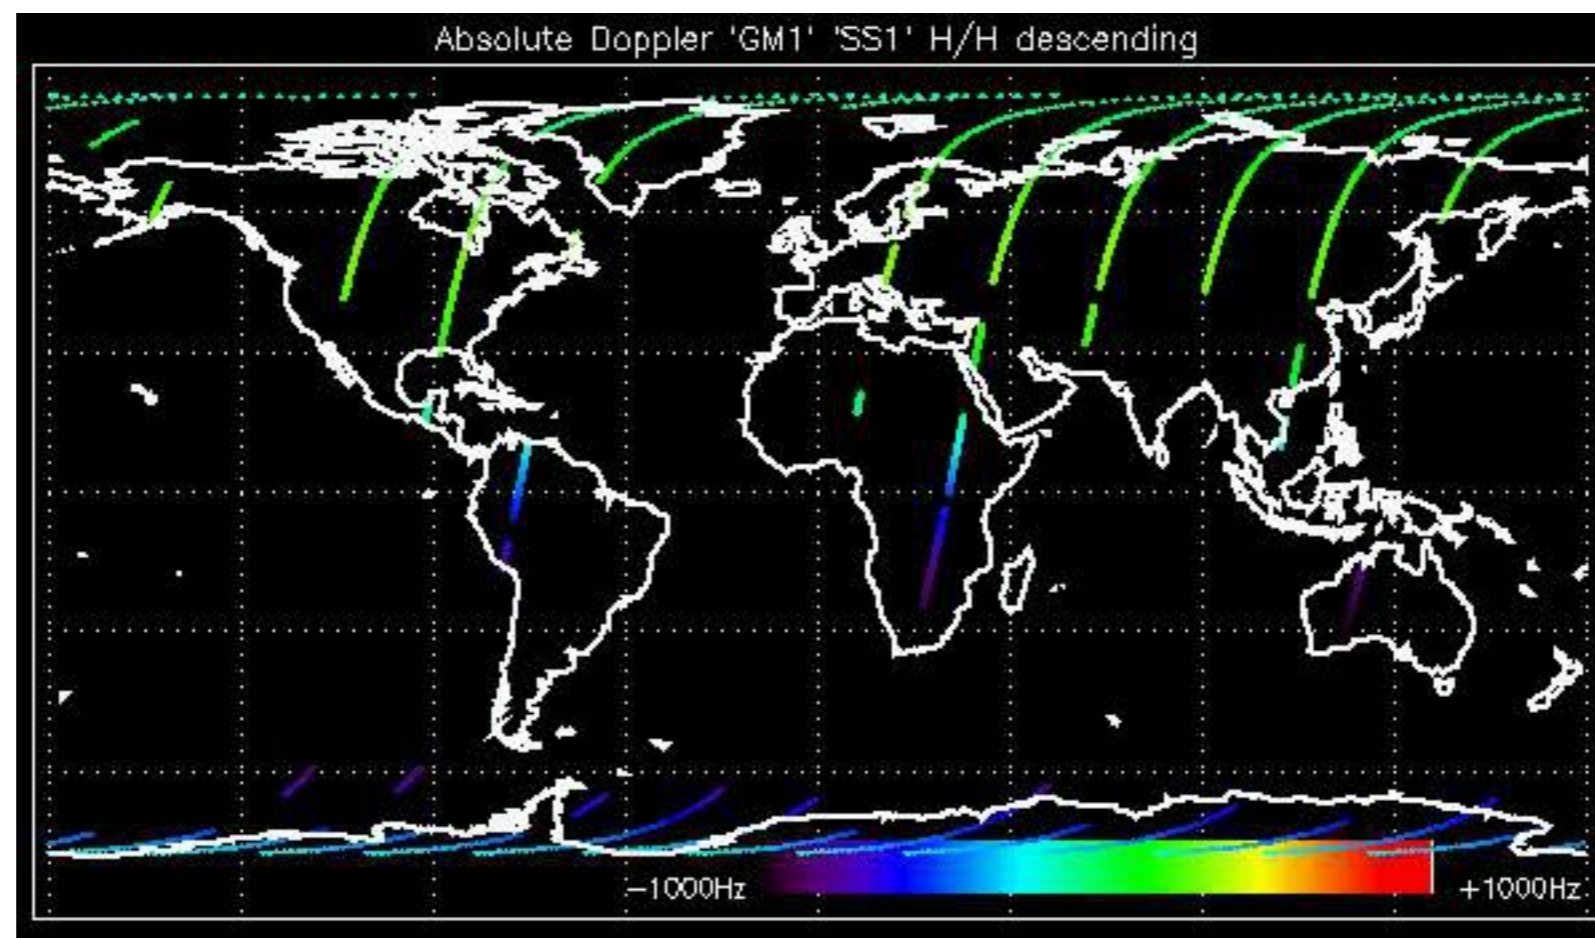 Absolute Doppler 'GM1' 'SS1' H/H descending
−1000Hz +1000Hz